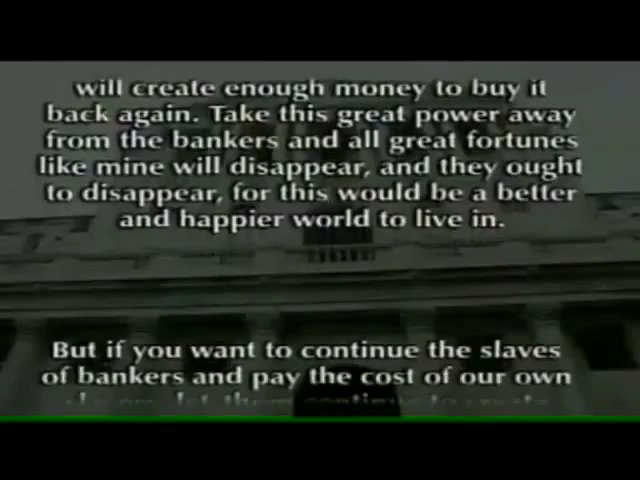 will create enough money to buy it
back again. Take this great power away
from the bankers and all great fortunes
like mine will disappear, and they ought
to disappear, for this would be a better
and happier world to live in.
But if you want to continue the slaves
of bankers and pay the cost of our own